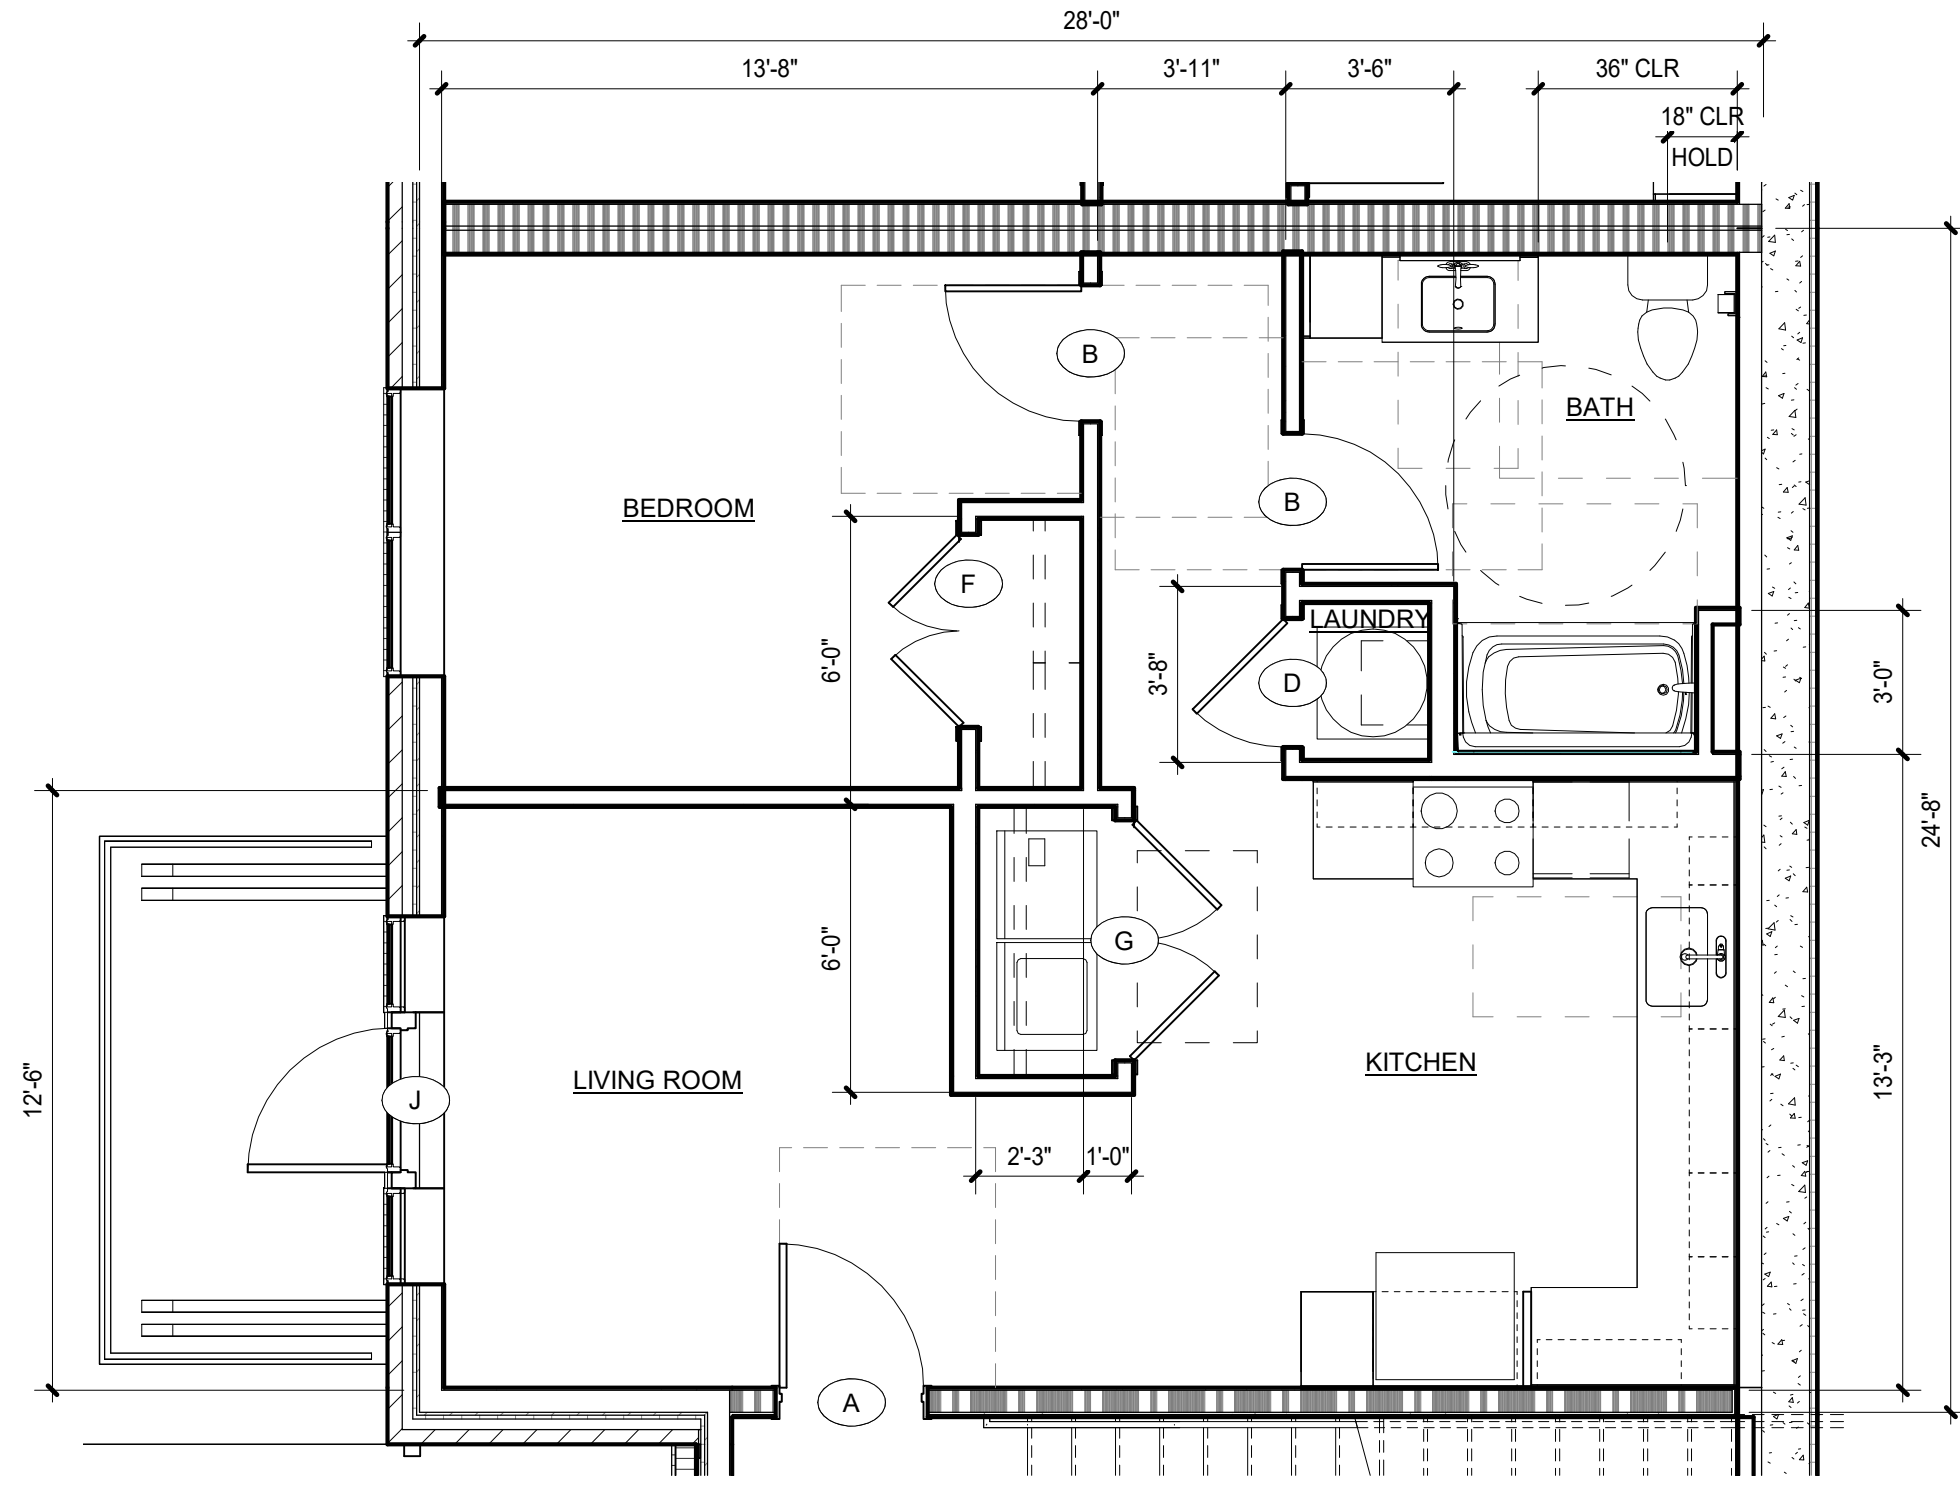 28'-0"
13'-8"
3'-11"
3'-6"
36" CLR
18" CLR
HOLD
B
BATH
BEDROOM
B
F
LAUNDRY
6'-0"
3'-8"
D
3'-0"
24'-8"
6'-0"
G
12'-6"
J
LIVING ROOM
KITCHEN
13'-3"
2'-3"
1'-0"
A